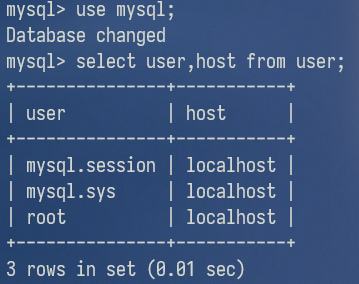 mysql> use mysql;
Database changed
mysql> select user,host from user;
+---------------+-----------+
| user          | host      |
+---------------+-----------+
| mysql.session | localhost |
| mysql.sys     | localhost |
| root          | localhost |
+---------------+-----------+
3 rows in set (0.01 sec)